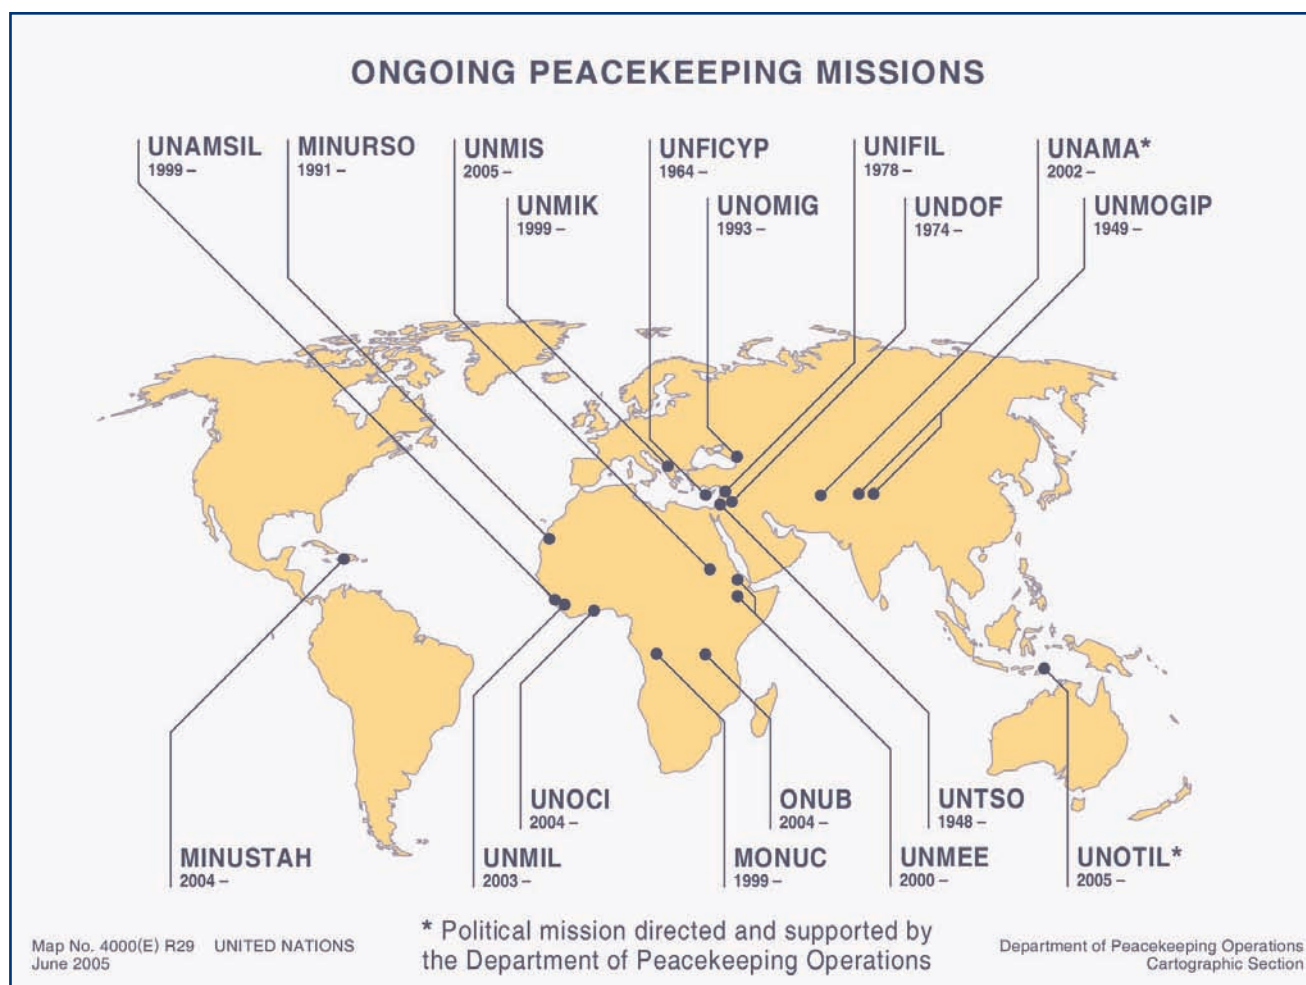 ONGOING PEACEKEEPING MISSIONS
UNAMSIL
1999 –
MINURSO
1991 –
UNMIS
2005 –
UNFICYP
1964 –
UNIFIL
1978 –
UNAMA*
2002 –
UNMIK
1999 –
UNOMIG
1993 –
UNDOF
1974 –
UNMOGIP
1949 –
UNOCI
2004 –
ONUB
2004 –
UNTSO
1948 –
MINUSTAH
2004 –
UNMIL
2003 –
MONUC
1999 –
UNMEE
2000 –
UNOTIL*
2005 –
* Political mission directed and supported by
the Department of Peacekeeping Operations
Map No. 4000(E) R29 UNITED NATIONS
June 2005
Department of Peacekeeping Operations
Cartographic Section